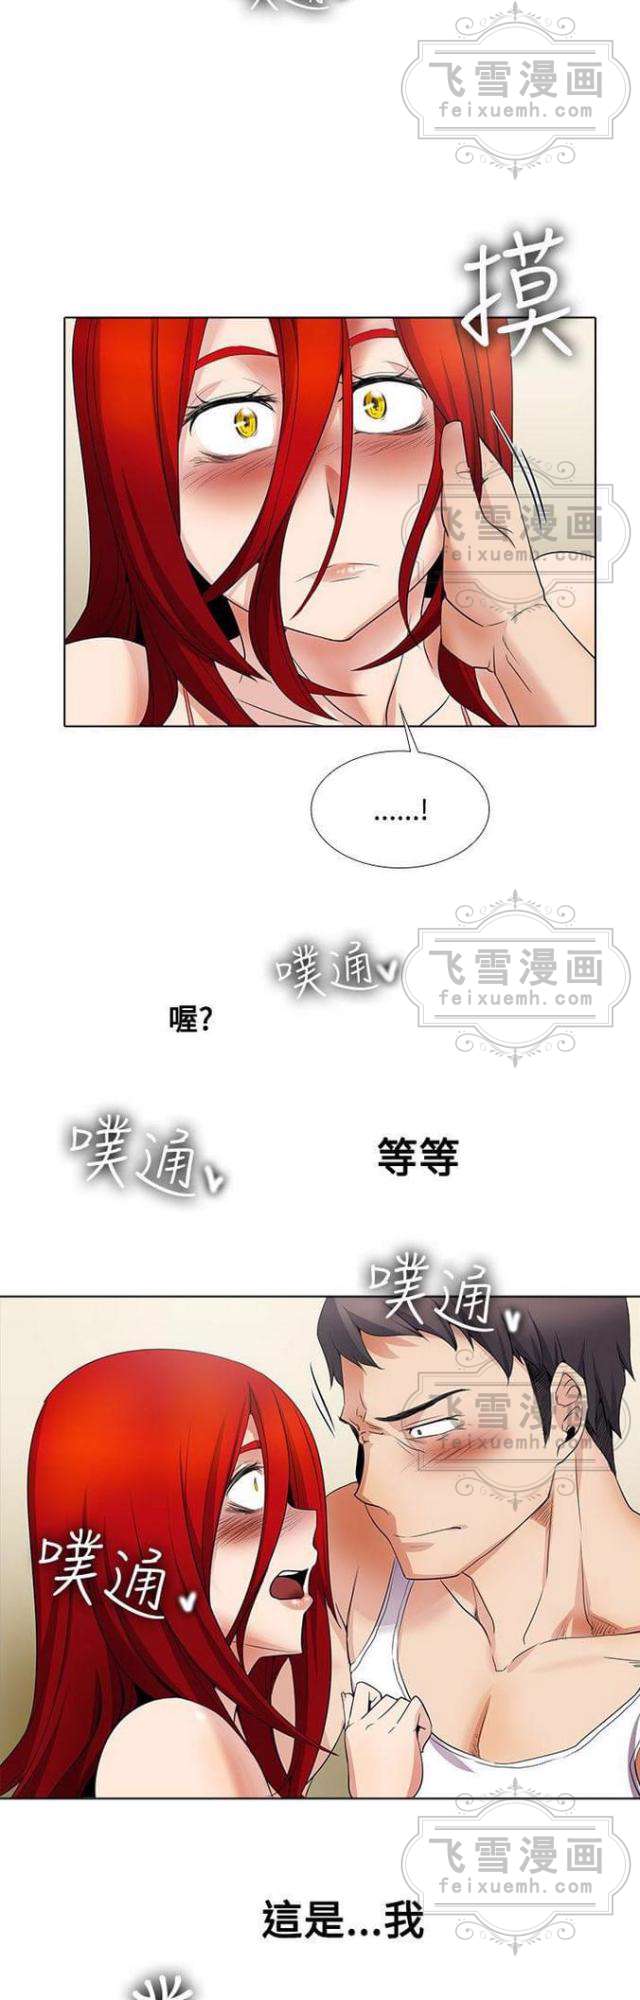 飞雪漫画
feixuemh.com
摸
飞雪漫画
feixuemh.com
......!
噗通
飞雪漫画
feixuemh.com
喔?
噗通
等等
噗通
飞雪漫画
feixuemh.com
噗通
飞雪漫画
feixuemh.com
這是...我